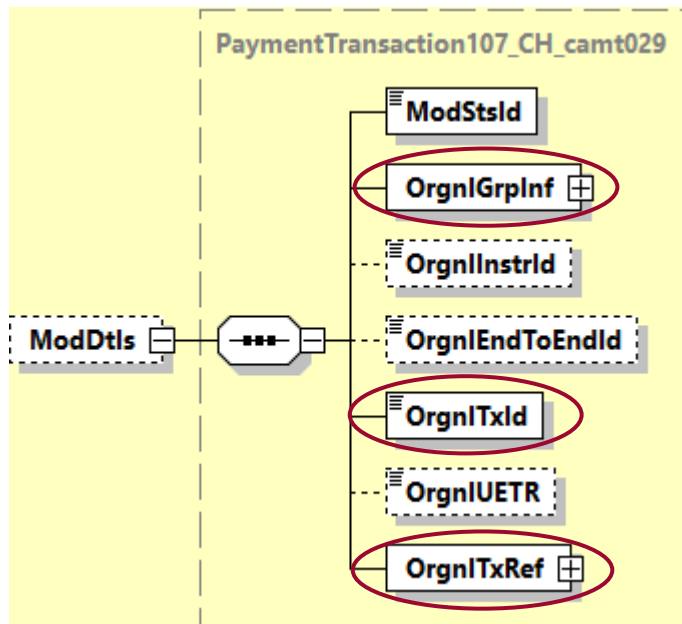 PaymentTransaction107_CH_camt029
ModStsId
OrgnlGrpInf
OrgnlInstrId
OrgnlEndToEndId
ModDtls
OrgnlTxId
OrgnlUETR
OrgnlTxRef